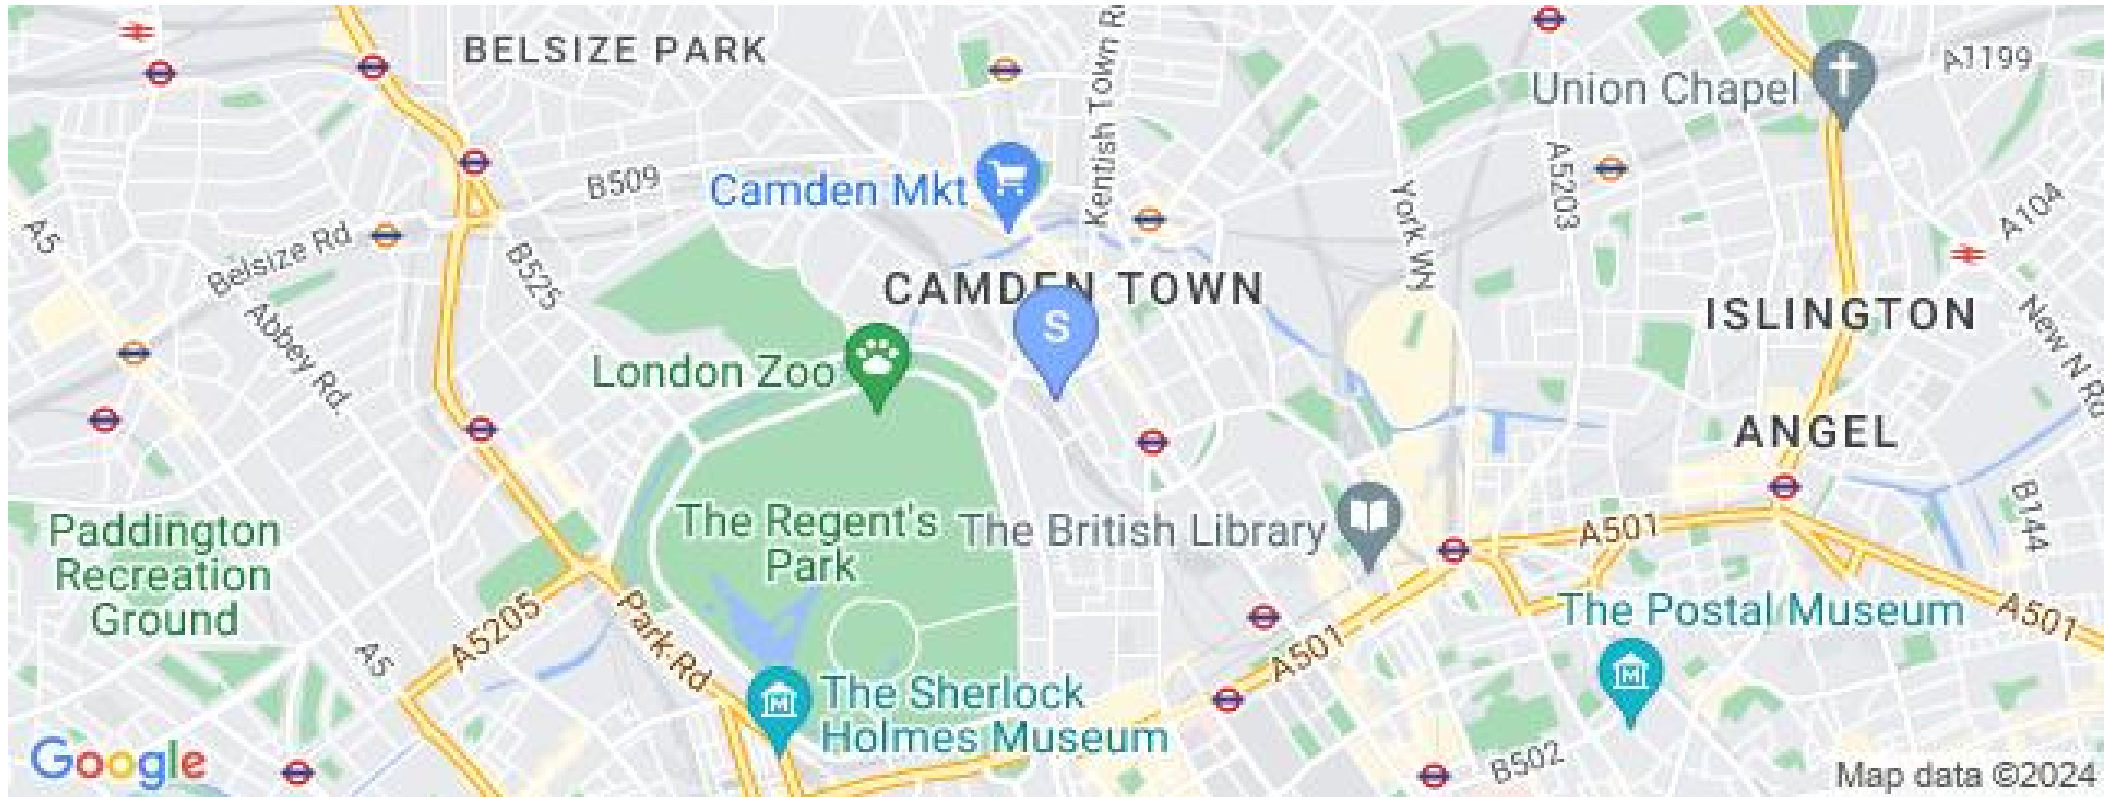 BELSIZE PARK
Kentish Town R
A1199
Union Chapel
Camden Mkt
B509
A5203
York Wy
A104
A5
Belsize Rd
B525
CAMDEN TOWN
S
ISLINGTON
New N Rd
Abbey Rd.
London Zoo
ANGEL
B144
Paddington
Recreation
Ground
The Regent's
Park
The British Library
A501
A5205
Park Rd
The Postal Museum
A501
A501
A5
The Sherlock
Holmes Museum
B502
Google
Map data ©2024